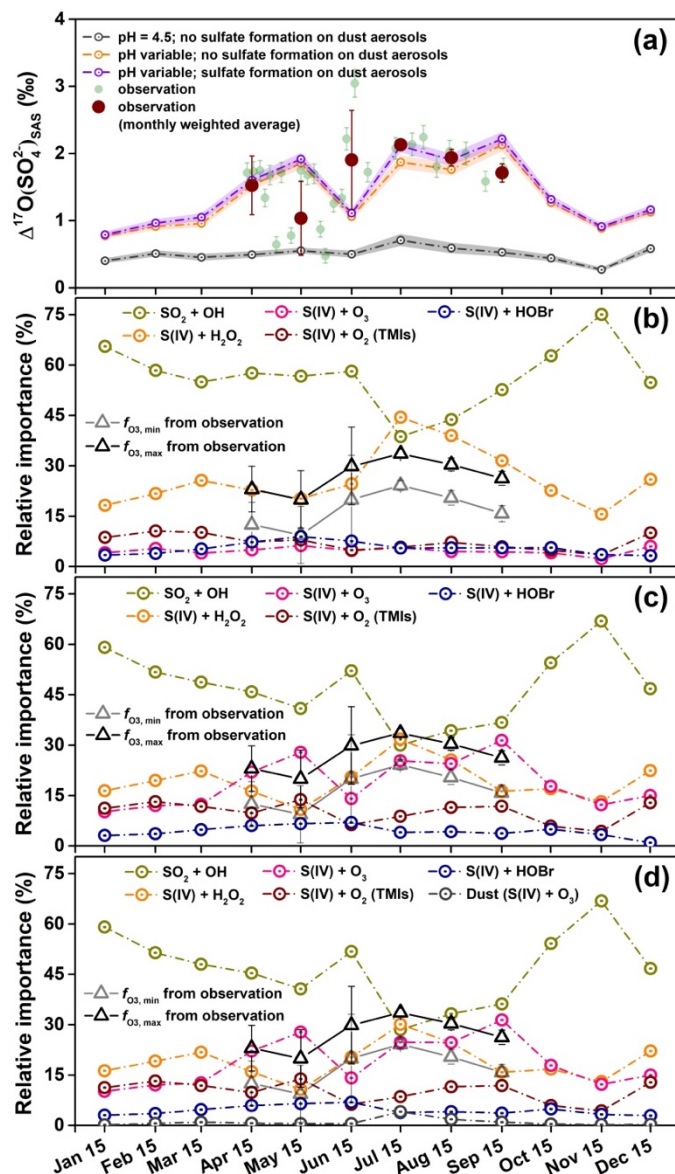 (a)
pH = 4.5; no sulfate formation on dust aerosols
pH variable; no sulfate formation on dust aerosols
pH variable; sulfate formation on dust aerosols
observation
observation
(monthly weighted average)
Δ¹⁷O(SO₄²⁻)SAS (‰)
4
3
2
1
0
(b)
SO₂ + OH
S(IV) + O₃
S(IV) + HOBr
S(IV) + H₂O₂
S(IV) + O₂ (TMIs)
fO3, min from observation
fO3, max from observation
Relative importance (%)
75
60
45
30
15
0
(c)
SO₂ + OH
S(IV) + O₃
S(IV) + HOBr
S(IV) + H₂O₂
S(IV) + O₂ (TMIs)
fO3, min from observation
fO3, max from observation
Relative importance (%)
75
60
45
30
15
0
(d)
SO₂ + OH
S(IV) + O₃
S(IV) + HOBr
S(IV) + H₂O₂
S(IV) + O₂ (TMIs)
Dust (S(IV) + O₃)
fO3, min from observation
fO3, max from observation
Relative importance (%)
75
60
45
30
15
0
Jan 15
Feb 15
Mar 15
Apr 15
May 15
Jun 15
Jul 15
Aug 15
Sep 15
Oct 15
Nov 15
Dec 15